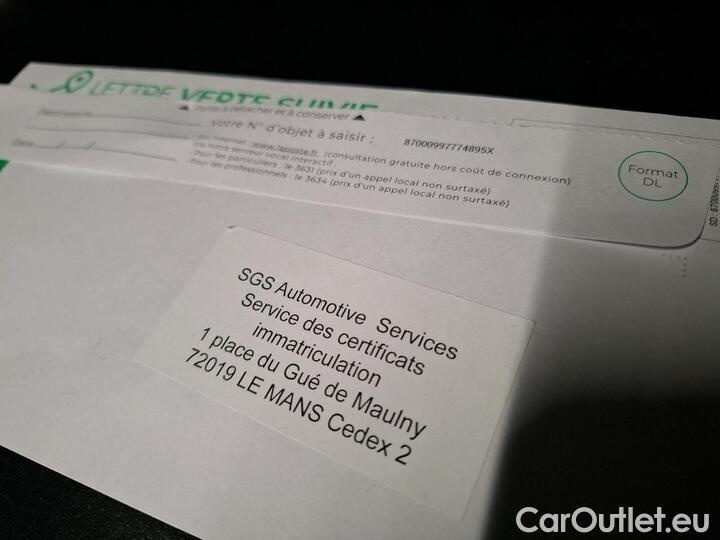 LETTRE VERTE SUIVIE
▲ Partie à détacher et à conserver ▲
Destinataire :
Date
Votre N° d'objet à saisir : 87000997774895X
Sur internet : www.laposte.fr, (consultation gratuite hors coût de connexion)
Via notre serveur vocal interactif :
- Pour les particuliers : le 3631 (prix d'un appel local non surtaxé)
- Pour les professionnels : le 3634 (prix d'un appel local non surtaxé)
Format
DL
SGS Automotive Services
Service des certificats
immatriculation
1 place du Gué de Maulny
72019 LE MANS Cedex 2
CarOutlet.eu